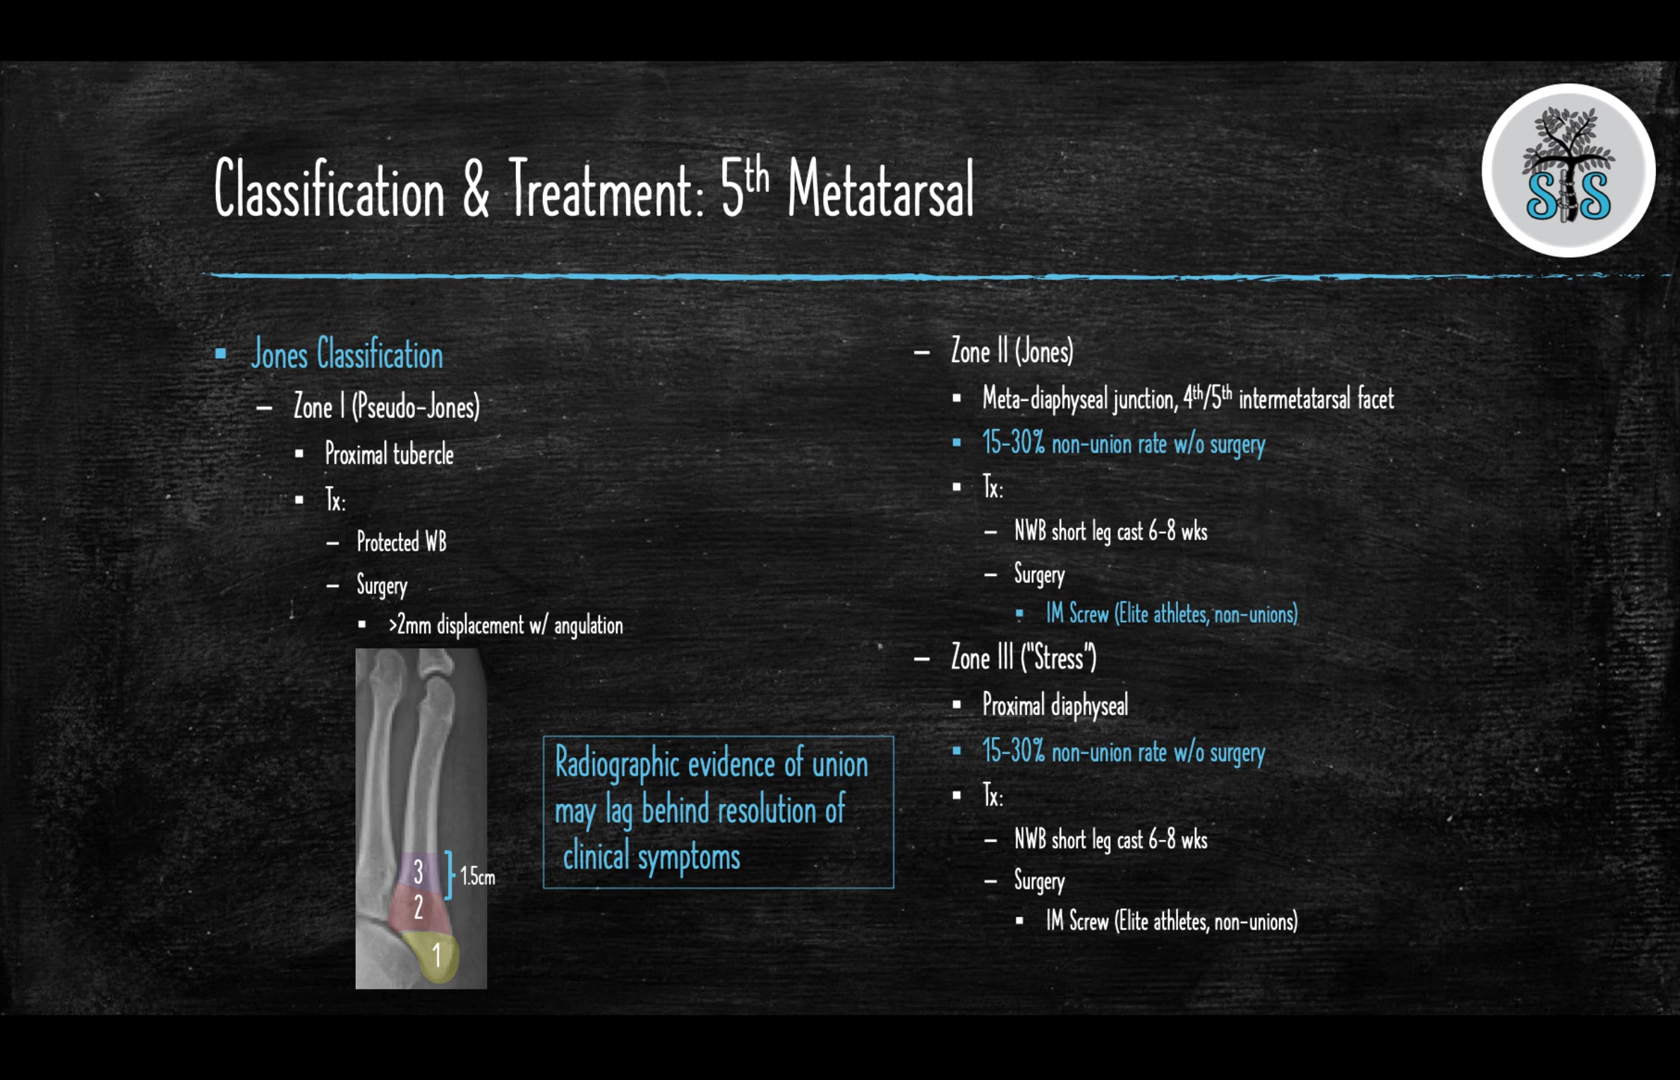 Classification & Treatment: 5th Metatarsal
SIS
Jones Classification
– Zone I (Pseudo-Jones)
Proximal tubercle
Tx:
– Protected WB
– Surgery
>2mm displacement w/ angulation
3
1.5cm
2
1
Radiographic evidence of union
may lag behind resolution of
clinical symptoms
– Zone II (Jones)
Meta-diaphyseal junction, 4th/5th intermetatarsal facet
15-30% non-union rate w/o surgery
Tx:
– NWB short leg cast 6-8 wks
– Surgery
IM Screw (Elite athletes, non-unions)
– Zone III ("Stress")
Proximal diaphyseal
15-30% non-union rate w/o surgery
Tx:
– NWB short leg cast 6-8 wks
– Surgery
IM Screw (Elite athletes, non-unions)